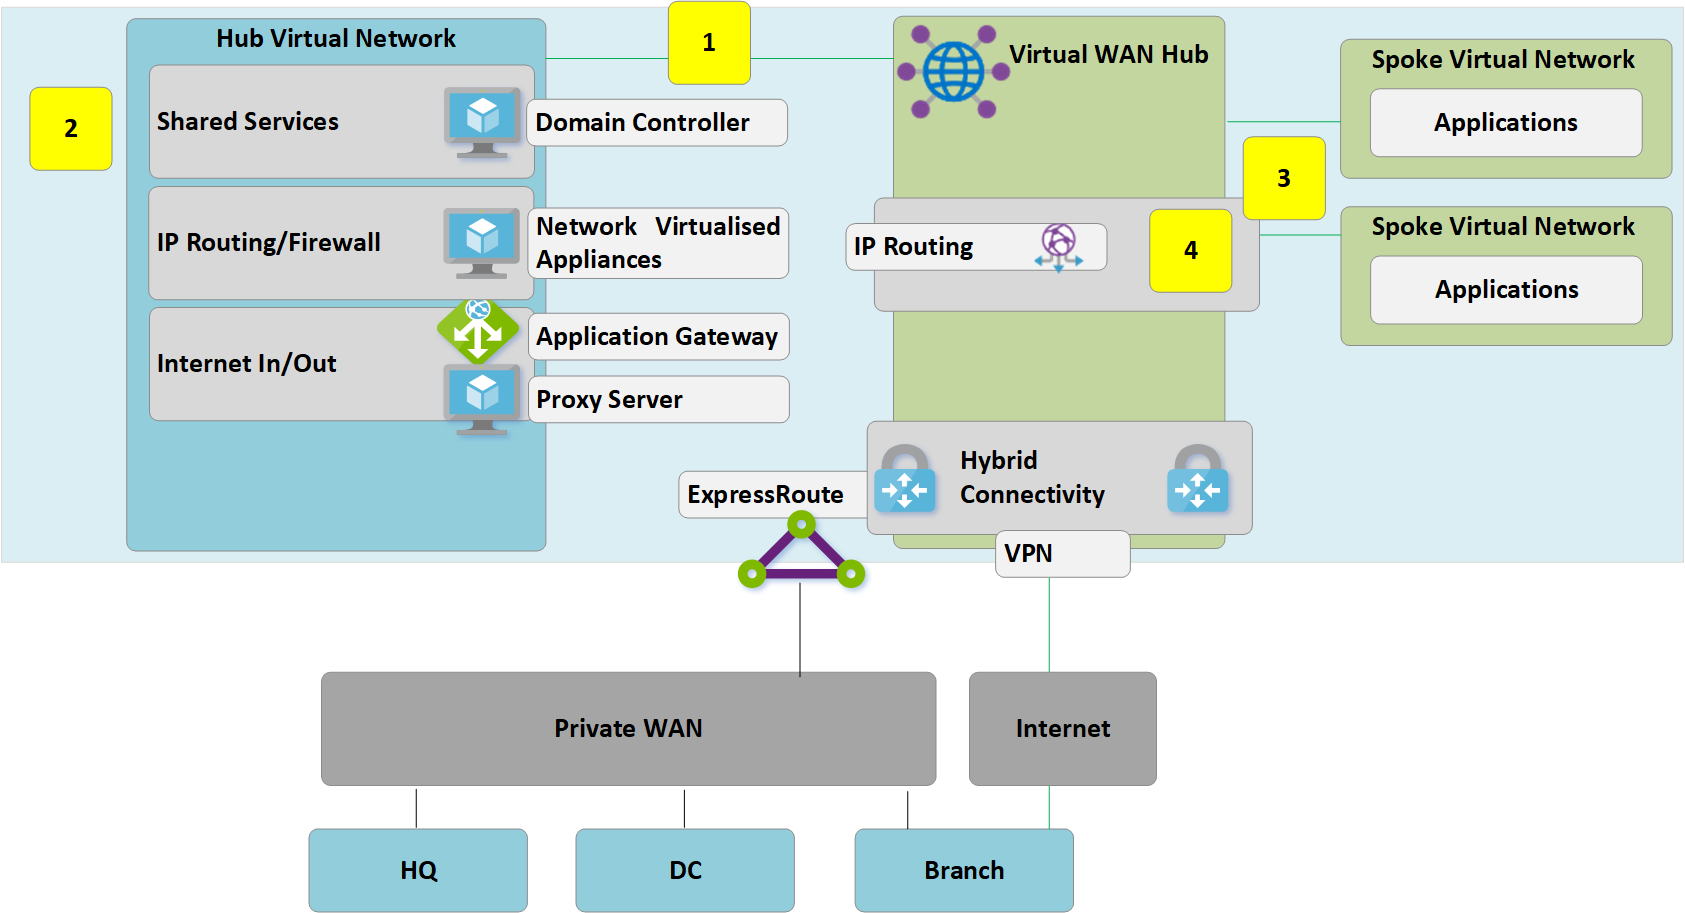 Hub Virtual Network
1
2
Shared Services
Domain Controller
IP Routing/Firewall
Network Virtualised
Appliances
Internet In/Out
Application Gateway
Proxy Server
Virtual WAN Hub
IP Routing
4
3
Spoke Virtual Network
Applications
Spoke Virtual Network
Applications
Hybrid
Connectivity
ExpressRoute
VPN
Private WAN
Internet
HQ
DC
Branch